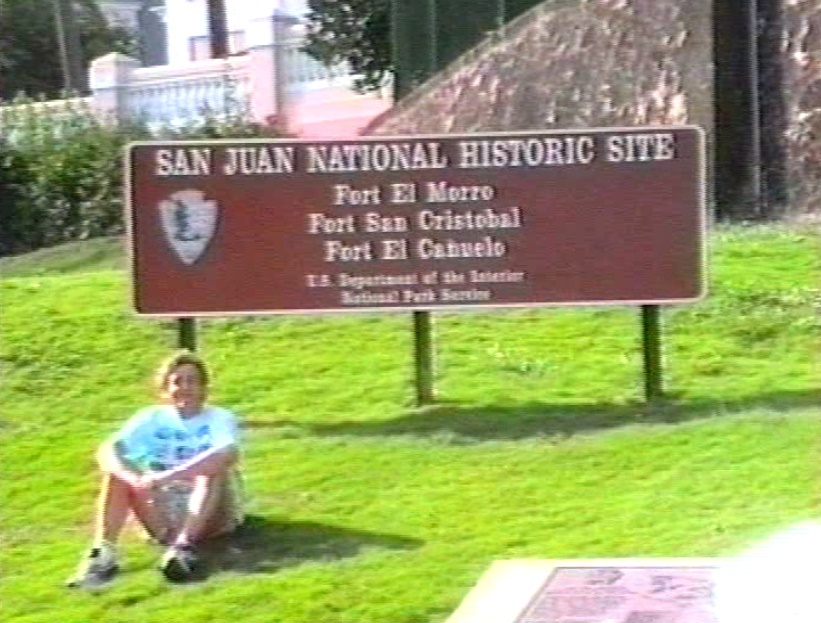 SAN JUAN NATIONAL HISTORIC SITE
Fort El Morro
Fort San Cristobal
Fort El Cañuelo
U.S. Department of the Interior
National Park Service